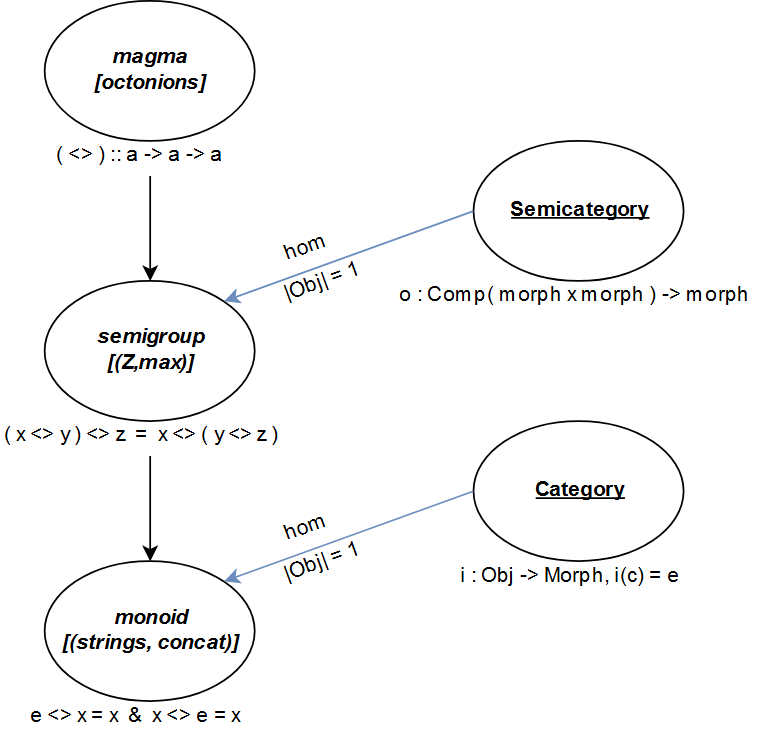 magma
[octonions]
( <> ) :: a -> a -> a
Semicategory
hom
|Obj| = 1
o : Comp( morph x morph ) -> morph
semigroup
[(Z,max)]
( x <> y ) <> z = x <> ( y <> z )
Category
hom
|Obj| = 1
i : Obj -> Morph, i(c) = e
monoid
[(strings, concat)]
e <> x = x & x <> e = x